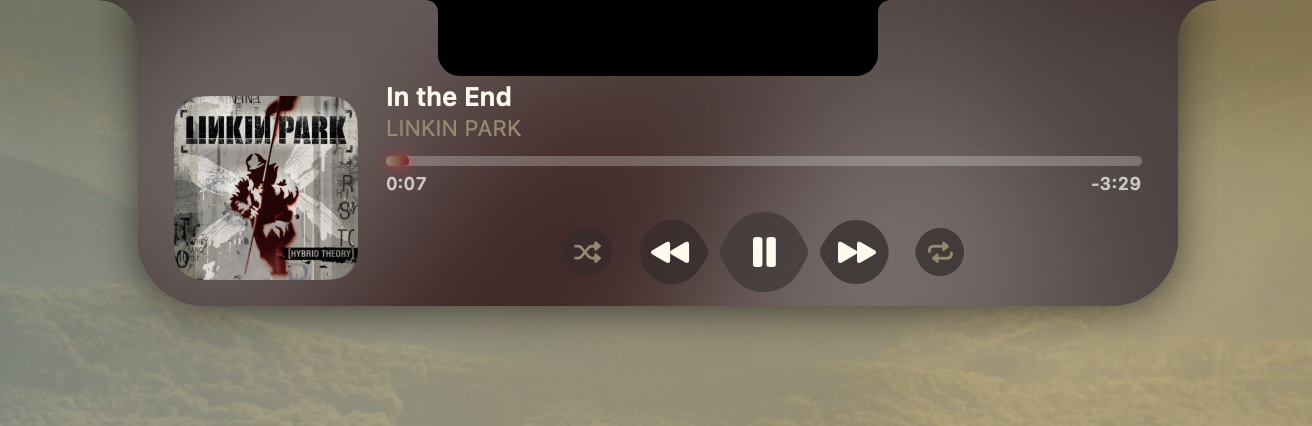 LINKIN PARK
[HYBRID THEORY]
In the End
LINKIN PARK
0:07
-3:29